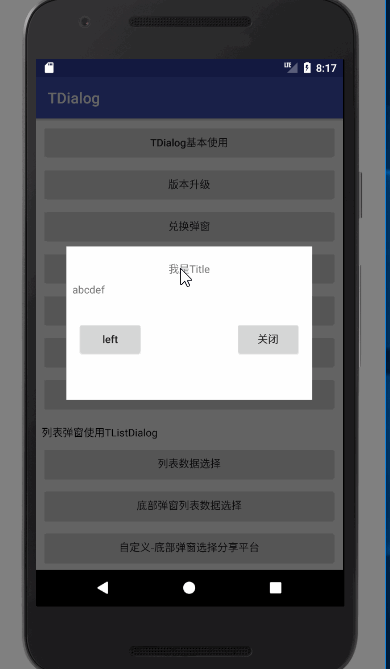 LTE 8:17
TDialog
TDialog基本使用
版本升级
兑换弹窗
我是Title
abcdef
left 关闭
列表弹窗使用TListDialog
列表数据选择
底部弹窗列表数据选择
自定义-底部弹窗选择分享平台